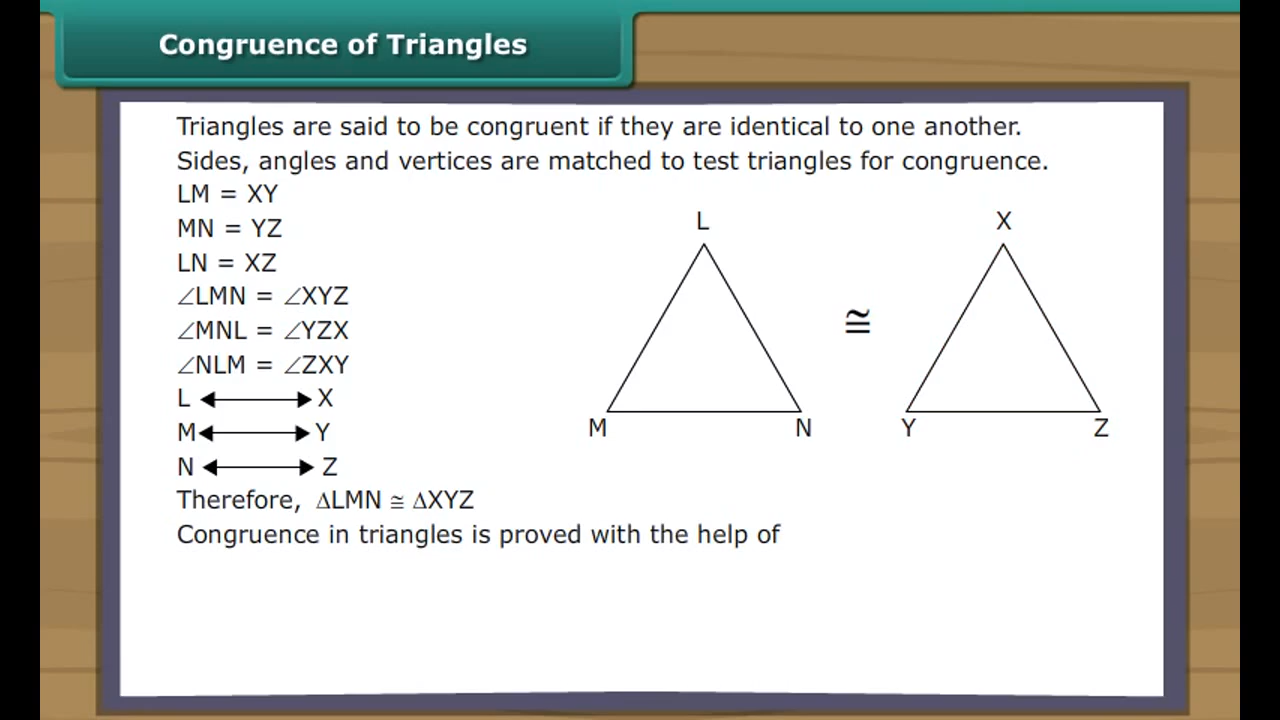 Congruence of Triangles
Triangles are said to be congruent if they are identical to one another.
Sides, angles and vertices are matched to test triangles for congruence.
LM = XY
MN = YZ
LN = XZ
∠LMN = ∠XYZ
∠MNL = ∠YZX
∠NLM = ∠ZXY
L ↔ X
M ↔ Y
N ↔ Z
Therefore, ΔLMN ≅ ΔXYZ
Congruence in triangles is proved with the help of
L
X
≅
M
N
Y
Z